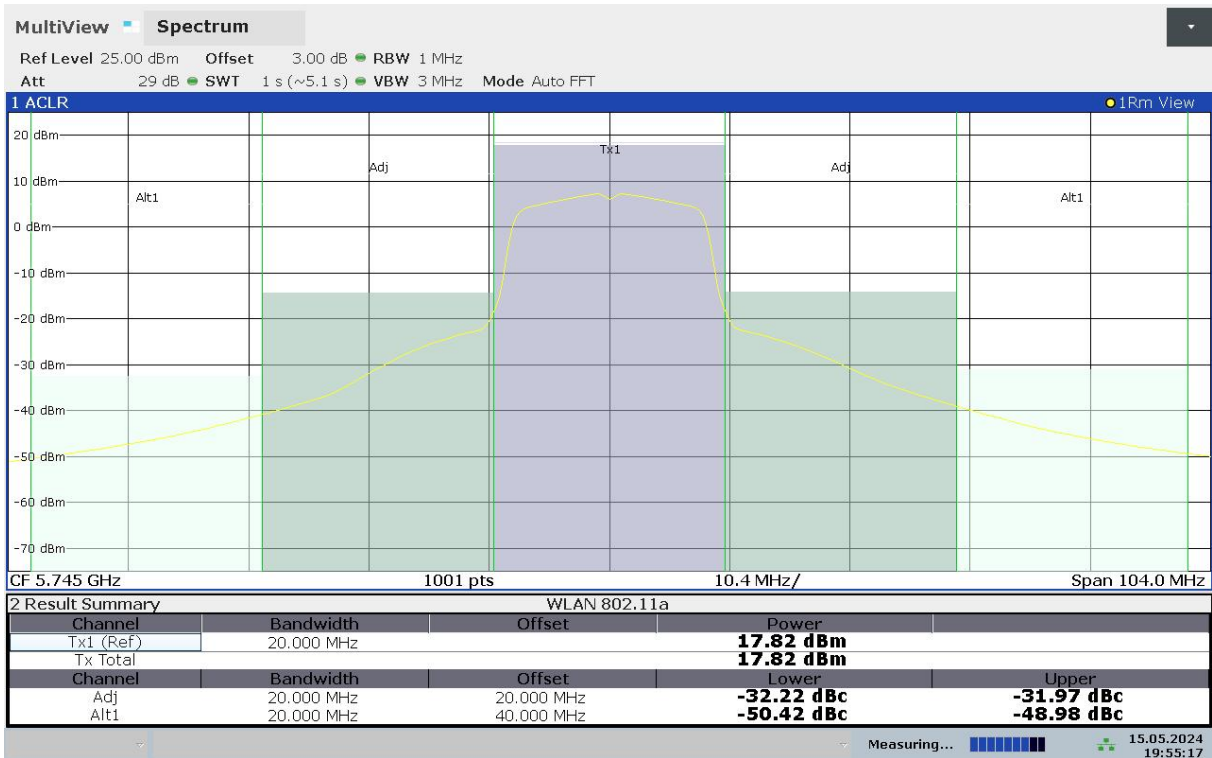 MultiView Spectrum
Ref Level 25.00 dBm Offset 3.00 dB RBW 1 MHz
Att 29 dB SWT 1 s (~5.1 s) VBW 3 MHz Mode Auto FFT
1 ACLR 1Rm View
20 dBm
Tx1
Adj Adj
10 dBm
Alt1 Alt1
0 dBm
-10 dBm
-20 dBm
-30 dBm
-40 dBm
-50 dBm
-60 dBm
-70 dBm
CF 5.745 GHz 1001 pts 10.4 MHz/ Span 104.0 MHz
2 Result Summary WLAN 802.11a
Channel Bandwidth Offset Power
Tx1 (Ref) 20.000 MHz 17.82 dBm
Tx Total 17.82 dBm
Channel Bandwidth Offset Lower Upper
Adj 20.000 MHz 20.000 MHz -32.22 dBc -31.97 dBc
Alt1 20.000 MHz 40.000 MHz -50.42 dBc -48.98 dBc
Measuring... 15.05.2024
19:55:17